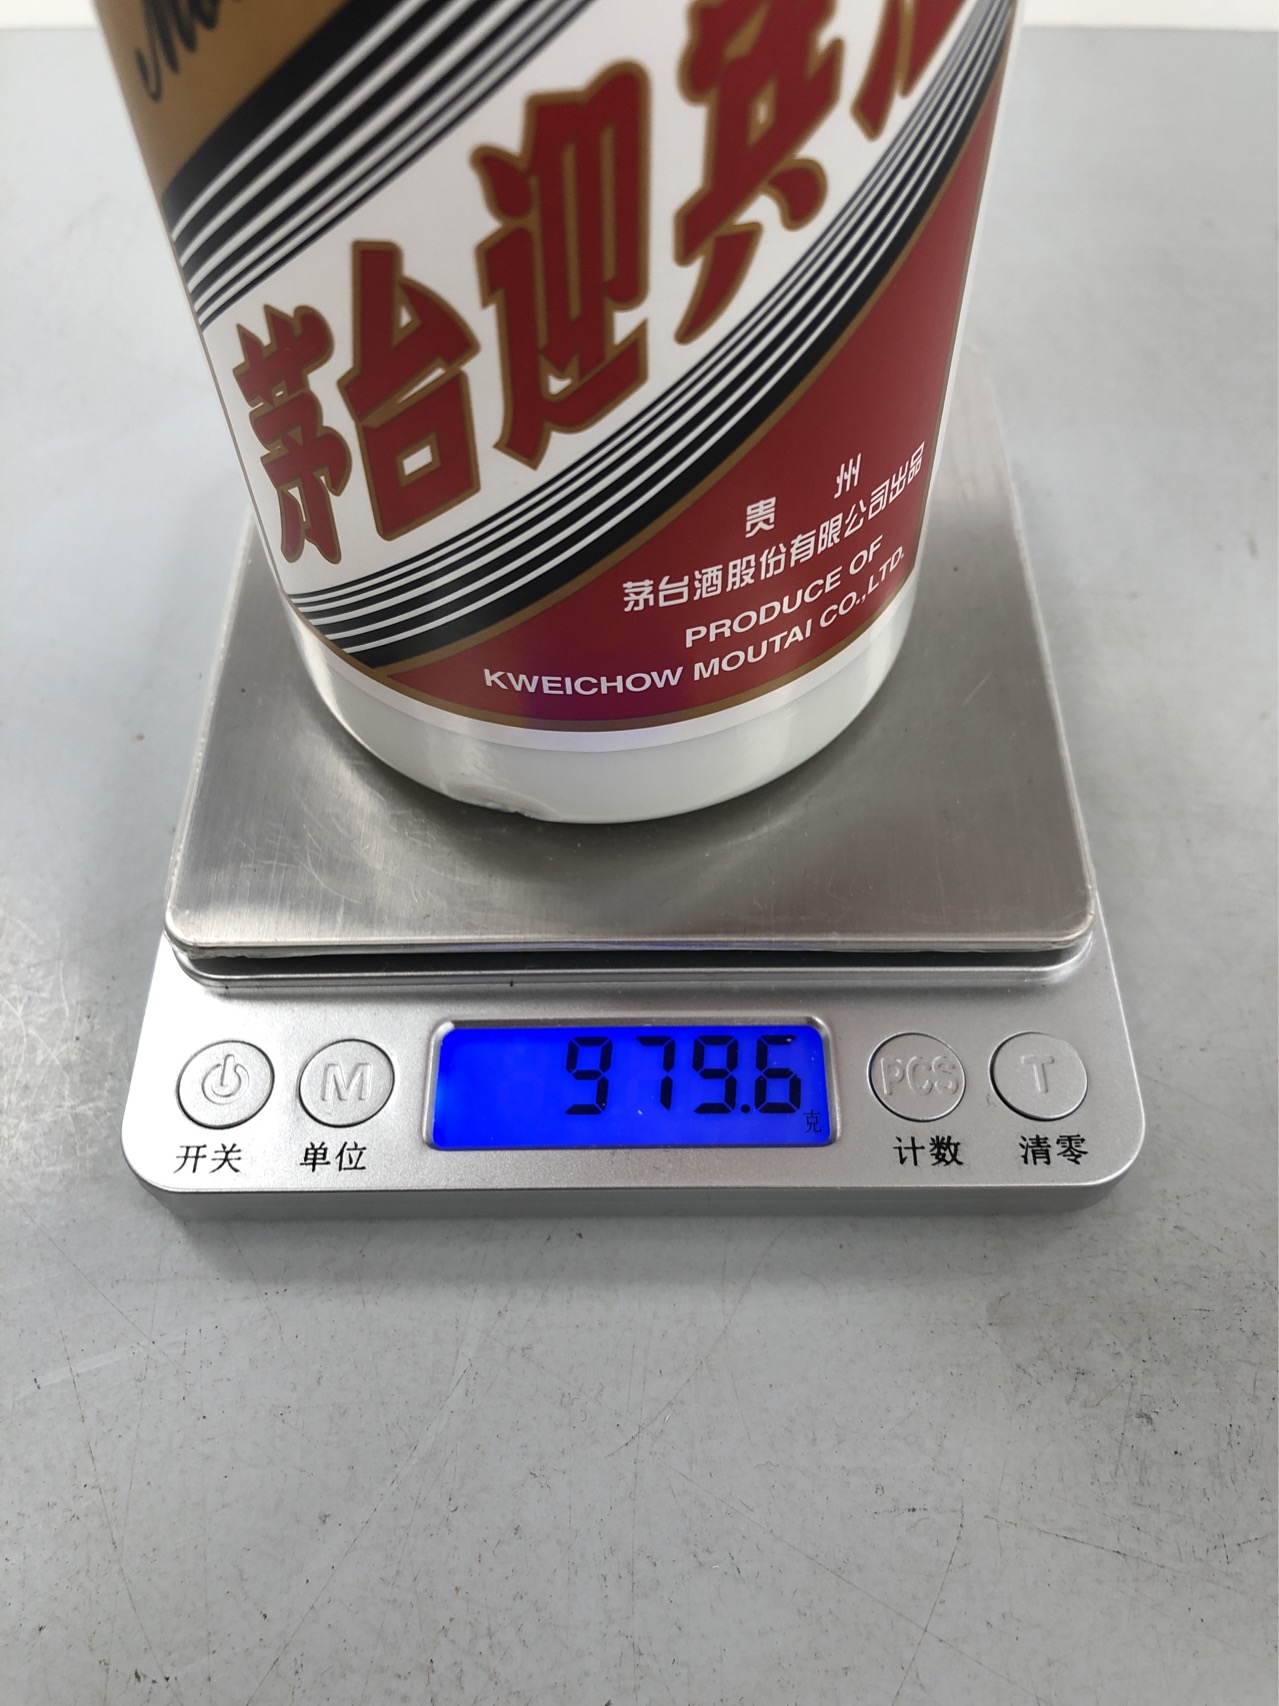 茅台迎宾
贵州
茅台酒股份有限公司出品
PRODUCE OF
KWEICHOW MOUTAI CO.,LTD.
979.6
克
M
PCS
T
开关
单位
计数
清零